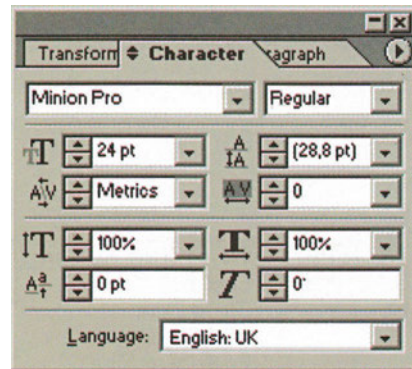 Transform Character ragraph
Minion Pro Regular
24 pt (28,8 pt)
Metrics 0
100% 100%
0 pt 0°
Language: English: UK